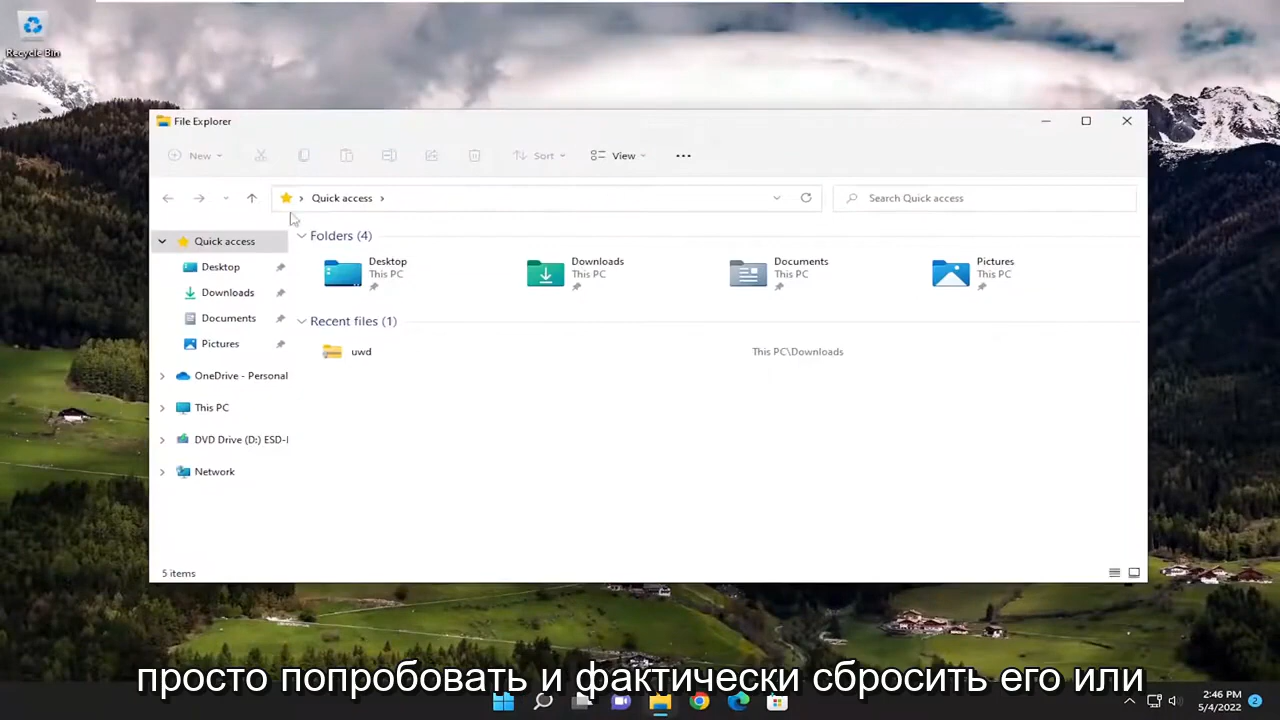 Recycle Bin
File Explorer
New
Sort
View
Quick access
Search Quick access
Quick access
Desktop
Downloads
Documents
Pictures
OneDrive - Personal
This PC
DVD Drive (D:) ESD-I
Network
Folders (4)
Desktop
This PC
Downloads
This PC
Documents
This PC
Pictures
This PC
Recent files (1)
uwd
This PC\Downloads
5 items
просто попробовать и фактически сбросить его или
2:46 PM
5/4/2022
2